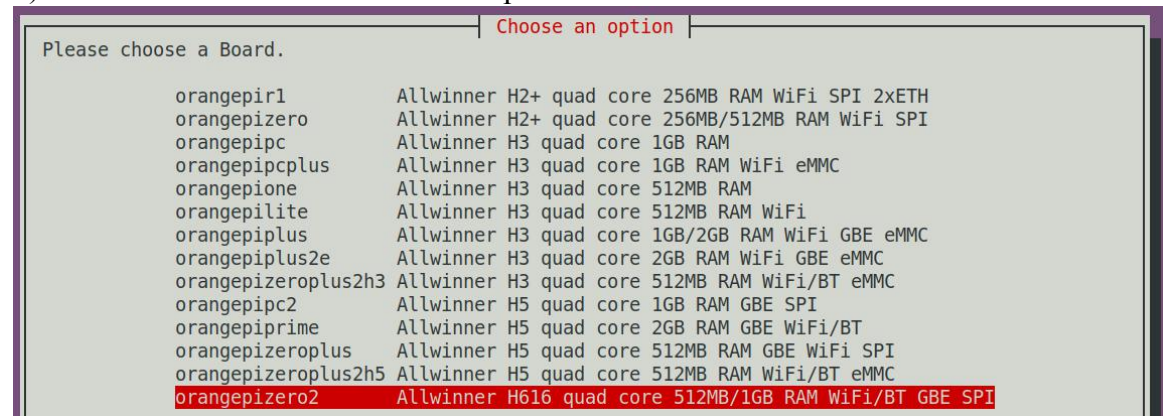 Choose an option
Please choose a Board.
orangepir1 Allwinner H2+ quad core 256MB RAM WiFi SPI 2xETH
orangepizero Allwinner H2+ quad core 256MB/512MB RAM WiFi SPI
orangepipc Allwinner H3 quad core 1GB RAM
orangepipcplus Allwinner H3 quad core 1GB RAM WiFi eMMC
orangepione Allwinner H3 quad core 512MB RAM
orangepilite Allwinner H3 quad core 512MB RAM WiFi
orangepiplus Allwinner H3 quad core 1GB/2GB RAM WiFi GBE eMMC
orangepiplus2e Allwinner H3 quad core 2GB RAM WiFi GBE eMMC
orangepizeroplus2h3 Allwinner H3 quad core 512MB RAM WiFi/BT eMMC
orangepipc2 Allwinner H5 quad core 1GB RAM GBE SPI
orangepiprime Allwinner H5 quad core 2GB RAM GBE WiFi/BT
orangepizeroplus Allwinner H5 quad core 512MB RAM GBE WiFi SPI
orangepizeroplus2h5 Allwinner H5 quad core 512MB RAM WiFi/BT eMMC
orangepizero2 Allwinner H616 quad core 512MB/1GB RAM WiFi/BT GBE SPI